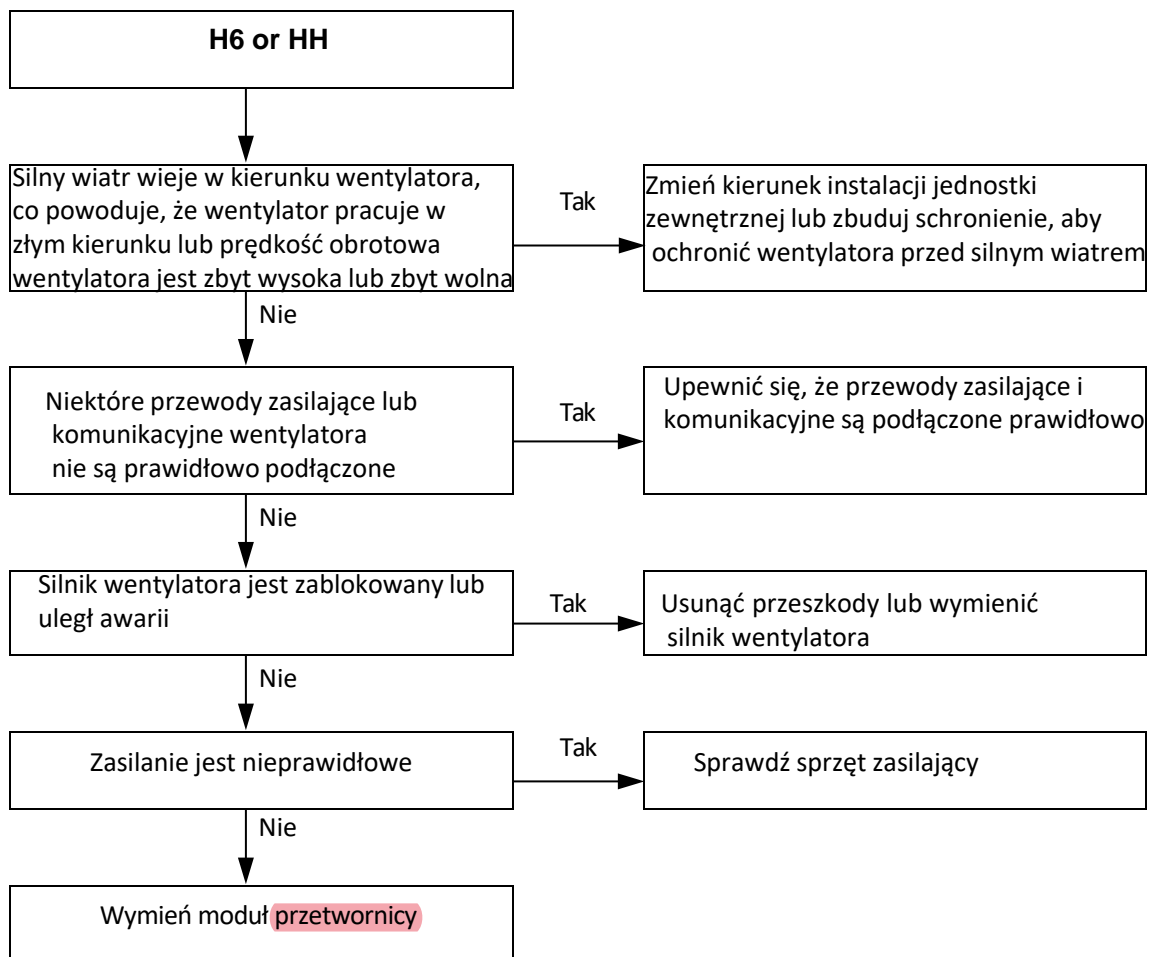 H6 or HH
Silny wiatr wieje w kierunku wentylatora,
co powoduje, że wentylator pracuje w
złym kierunku lub prędkość obrotowa
wentylatora jest zbyt wysoka lub zbyt wolna
Tak
Zmień kierunek instalacji jednostki
zewnętrznej lub zbuduj schronienie, aby
ochronić wentylatora przed silnym wiatrem
Nie
Niektóre przewody zasilające lub
komunikacyjne wentylatora
nie są prawidłowo podłączone
Tak
Upewnić się, że przewody zasilające i
komunikacyjne są podłączone prawidłowo
Nie
Silnik wentylatora jest zablokowany lub
uległ awarii
Tak
Usunąć przeszkody lub wymienić
silnik wentylatora
Nie
Zasilanie jest nieprawidłowe
Tak
Sprawdź sprzęt zasilający
Nie
Wymień moduł przetwornicy